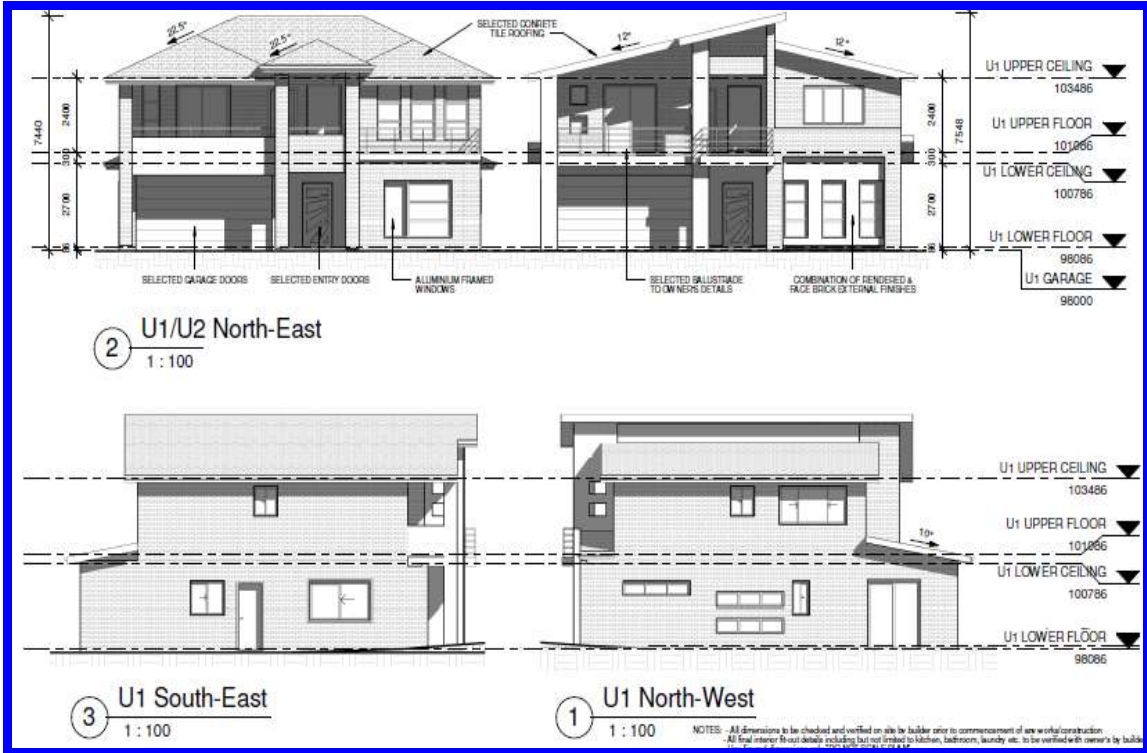 22.5°
22.5°
SELECTED CONRETE
TILE ROOFING
12°
12°
U1 UPPER CEILING
103486
U1 UPPER FLOOR
101086
U1 LOWER CEILING
100786
U1 LOWER FLOOR
98086
U1 GARAGE
98000
7440
2400
300
2700
86
2400
300
2700
86
7548
SELECTED GARAGE DOORS
SELECTED ENTRY DOORS
ALUMINIUM FRAMED
WINDOWS
SELECTED BALUSTRADE
TO OWNER'S DETAILS
COMBINATION OF RENDERED &
FACE BRICK EXTERNAL FINISHES
2
U1/U2 North-East
1 : 100
U1 UPPER CEILING
103486
U1 UPPER FLOOR
101086
U1 LOWER CEILING
100786
U1 LOWER FLOOR
98086
10°
3
U1 South-East
1 : 100
1
U1 North-West
1 : 100
NOTES: - All dimensions to be checked and verified on site by builder prior to commencement of any works/construction
- All final interior fit-out details including but not limited to kitchen, bathroom, laundry etc. to be verified with owner's by builde